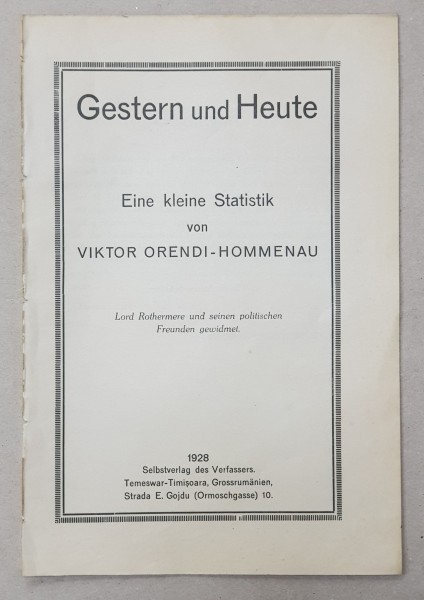 Gestern und Heute
Eine kleine Statistik
von
VIKTOR ORENDI-HOMMENAU
Lord Rothermere und seinen politischen
Freunden gewidmet.
1928
Selbstverlag des Verfassers.
Temeswar-Timișoara, Grossrumänien,
Strada E. Gojdu (Ormoschgasse) 10.